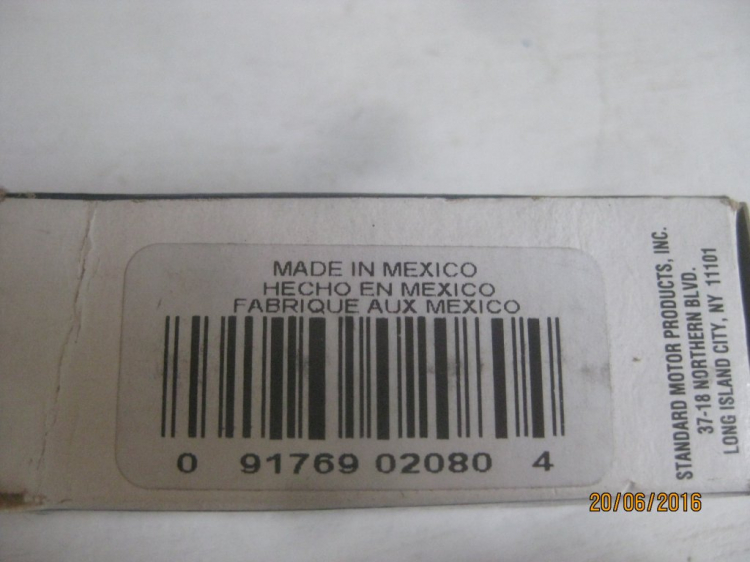 MADE IN MEXICO
HECHO EN MEXICO
FABRIQUE AUX MEXICO
0 91769 02080 4
STANDARD MOTOR PRODUCTS, INC.
37-18 NORTHERN BLVD.
LONG ISLAND CITY, NY 11101
20/06/2016